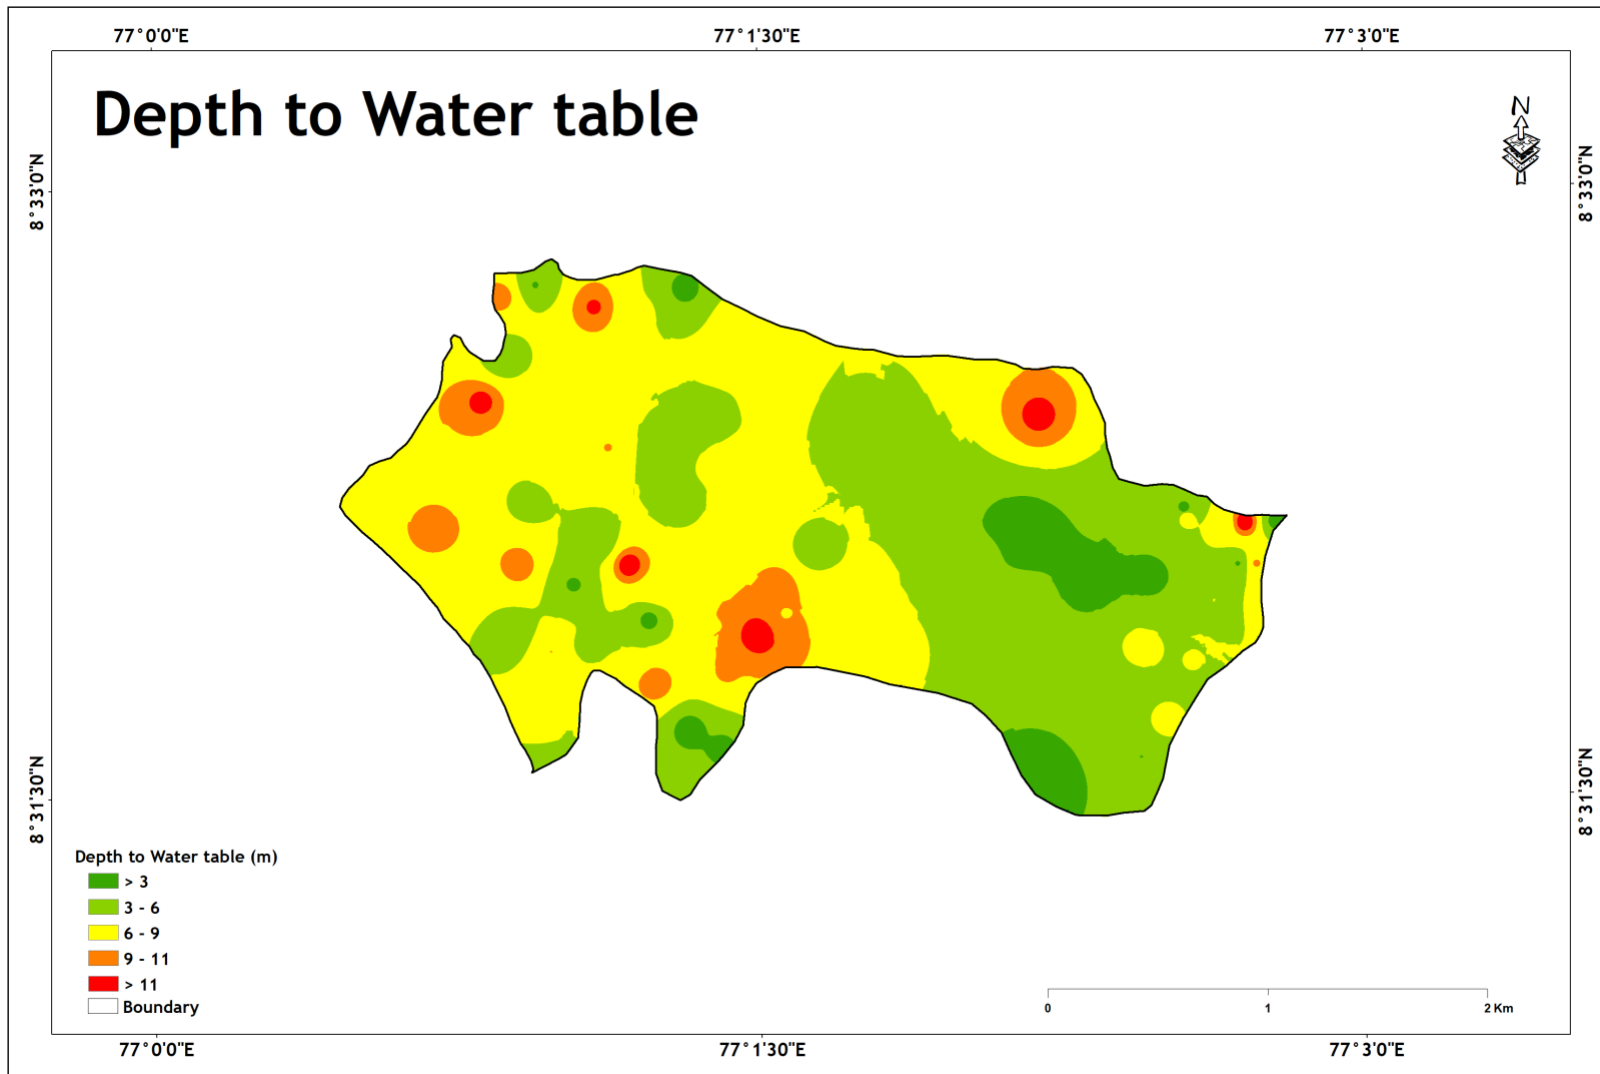 77°0'0"E 77°1'30"E 77°3'0"E
Depth to Water table
N
8°33'0"N 8°33'0"N
8°31'30"N 8°31'30"N
Depth to Water table (m)
> 3
3 - 6
6 - 9
9 - 11
> 11
Boundary
0 1 2 Km
77°0'0"E 77°1'30"E 77°3'0"E